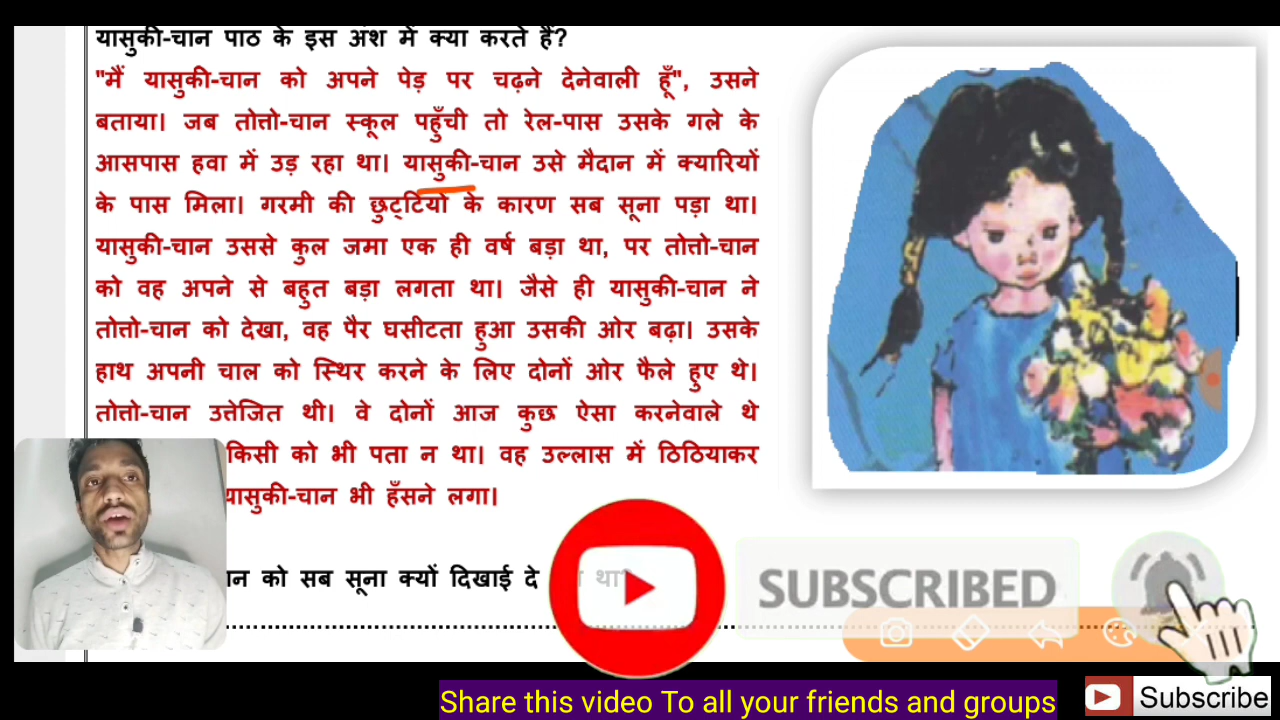 यासुकी-चान पाठ के इस अंश में क्या करते हैं?
"मैं यासुकी-चान को अपने पेड़ पर चढ़ने देनेवाली हूँ", उसने
बताया। जब तोत्तो-चान स्कूल पहुँची तो रेल-पास उसके गले के
आसपास हवा में उड़ रहा था। यासुकी-चान उसे मैदान में क्यारियों
के पास मिला। गरमी की छुट्टियों के कारण सब सूना पड़ा था।
यासुकी-चान उससे कुल जमा एक ही वर्ष बड़ा था, पर तोत्तो-चान
को वह अपने से बहुत बड़ा लगता था। जैसे ही यासुकी-चान ने
तोत्तो-चान को देखा, वह पैर घसीटता हुआ उसकी ओर बढ़ा। उसके
हाथ अपनी चाल को स्थिर करने के लिए दोनों ओर फैले हुए थे।
तोत्तो-चान उत्तेजित थी। वे दोनों आज कुछ ऐसा करनेवाले थे
किसी को भी पता न था। वह उल्लास में ठिठियाकर
यासुकी-चान भी हँसने लगा।
को सब सूना क्यों दिखाई दे था?
SUBSCRIBED
Share this video To all your friends and groups
Subscribe